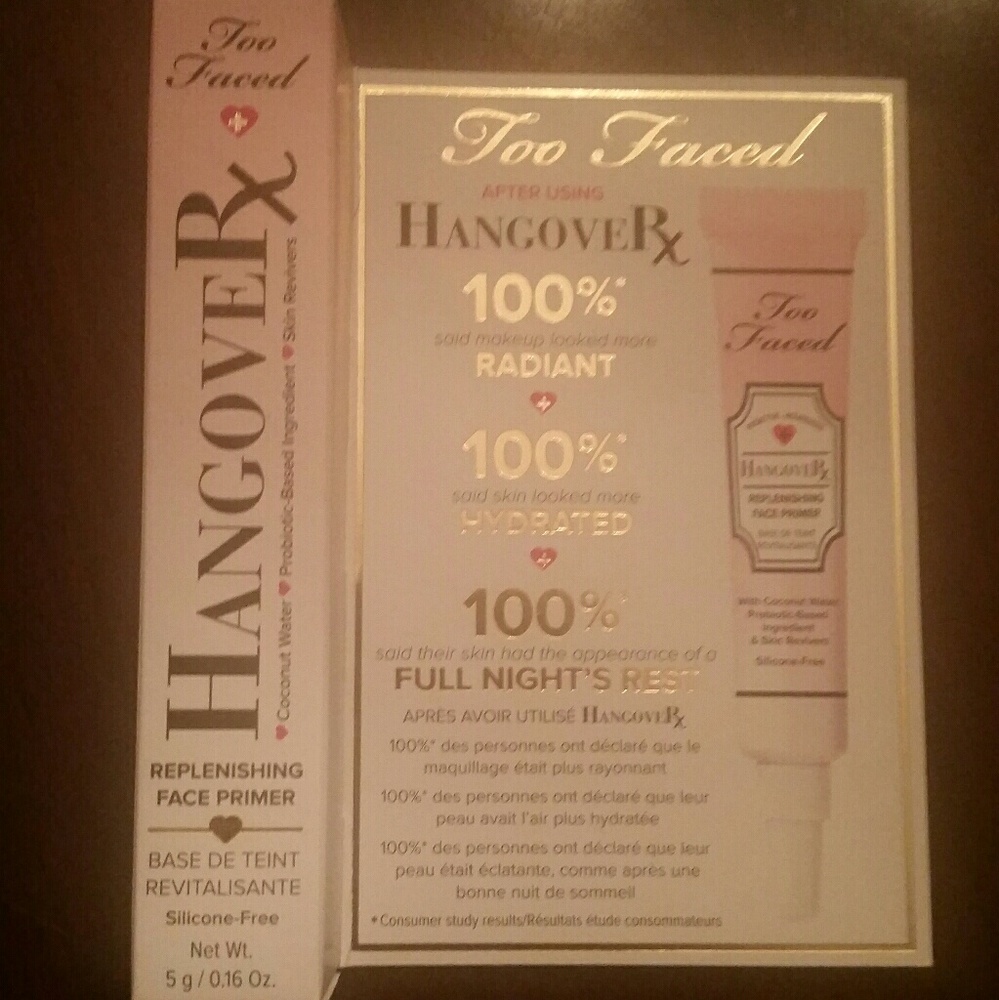 Too
Faced
HANGOVERx
Coconut Water Probiotic-Based Ingredient Skin Revivers
REPLENISHING
FACE PRIMER
BASE DE TEINT
REVITALISANTE
Silicone-Free
Net Wt.
5 g / 0.16 Oz.
Too Faced
AFTER USING
HANGOVERx
100%*
said makeup looked more
RADIANT
100%*
said skin looked more
HYDRATED
100%*
said their skin had the appearance of a
FULL NIGHT'S REST
APRÈS AVOIR UTILISÉ HANGOVERx
100%* des personnes ont déclaré que le
maquillage était plus rayonnant
100%* des personnes ont déclaré que leur
peau avait l'air plus hydratée
100%* des personnes ont déclaré que leur
peau était éclatante, comme après une
bonne nuit de sommeil
*Consumer study results/Résultats étude consommateurs
Too
Faced
HANGOVERx
REPLENISHING
FACE PRIMER
BASE DE TEINT
REVITALISANTE
With Coconut Water
Probiotic-Based
Ingredient
& Skin Revivers
Silicone-Free